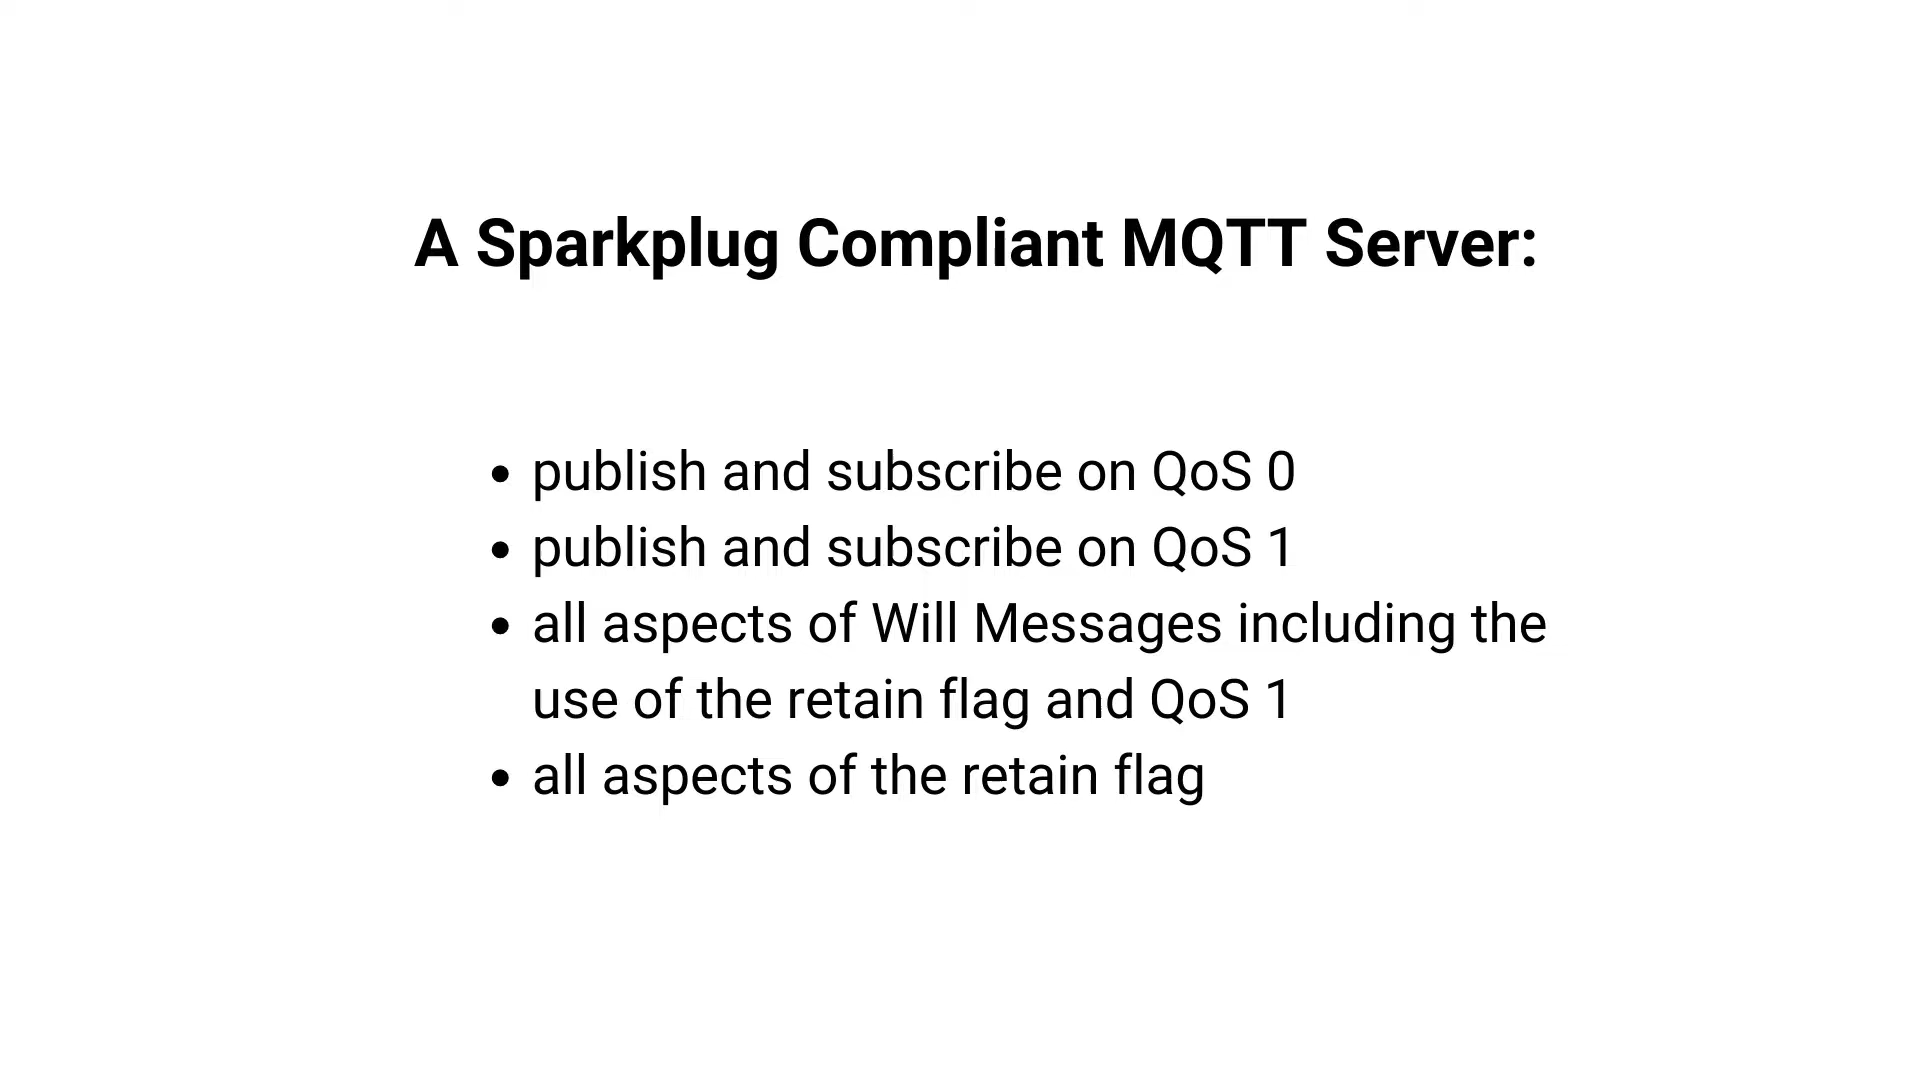 A Sparkplug Compliant MQTT Server:
• publish and subscribe on QoS 0
• publish and subscribe on QoS 1
• all aspects of Will Messages including the
use of the retain flag and QoS 1
• all aspects of the retain flag